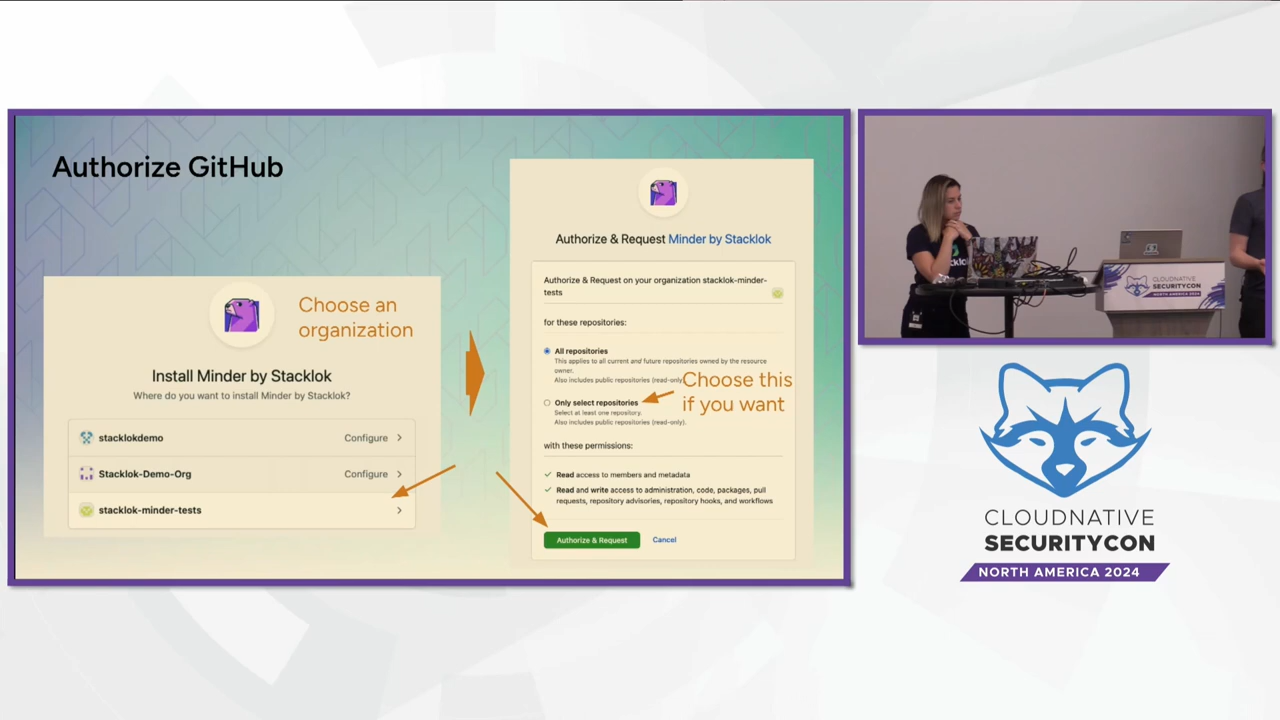 Authorize GitHub
Choose an
organization
Install Minder by Stacklok
Where do you want to install Minder by Stacklok?
stacklokdemo
Configure
Stacklok-Demo-Org
Configure
stacklok-minder-tests
Authorize & Request Minder by Stacklok
Authorize & Request on your organization stacklok-minder-
tests
for these repositories:
All repositories
This applies to all current and future repositories owned by the resource
owner.
Also includes public repositories (read-only).
Choose this
if you want
Only select repositories
Select at least one repository.
Also includes public repositories (read-only).
with these permissions:
Read access to members and metadata
Read and write access to administration, code, packages, pull
requests, repository advisories, repository hooks, and workflows
Authorize & Request
Cancel
CLOUDNATIVE
SECURITYCON
NORTH AMERICA 2024
CLOUDNATIVE
SECURITYCON
NORTH AMERICA 2024